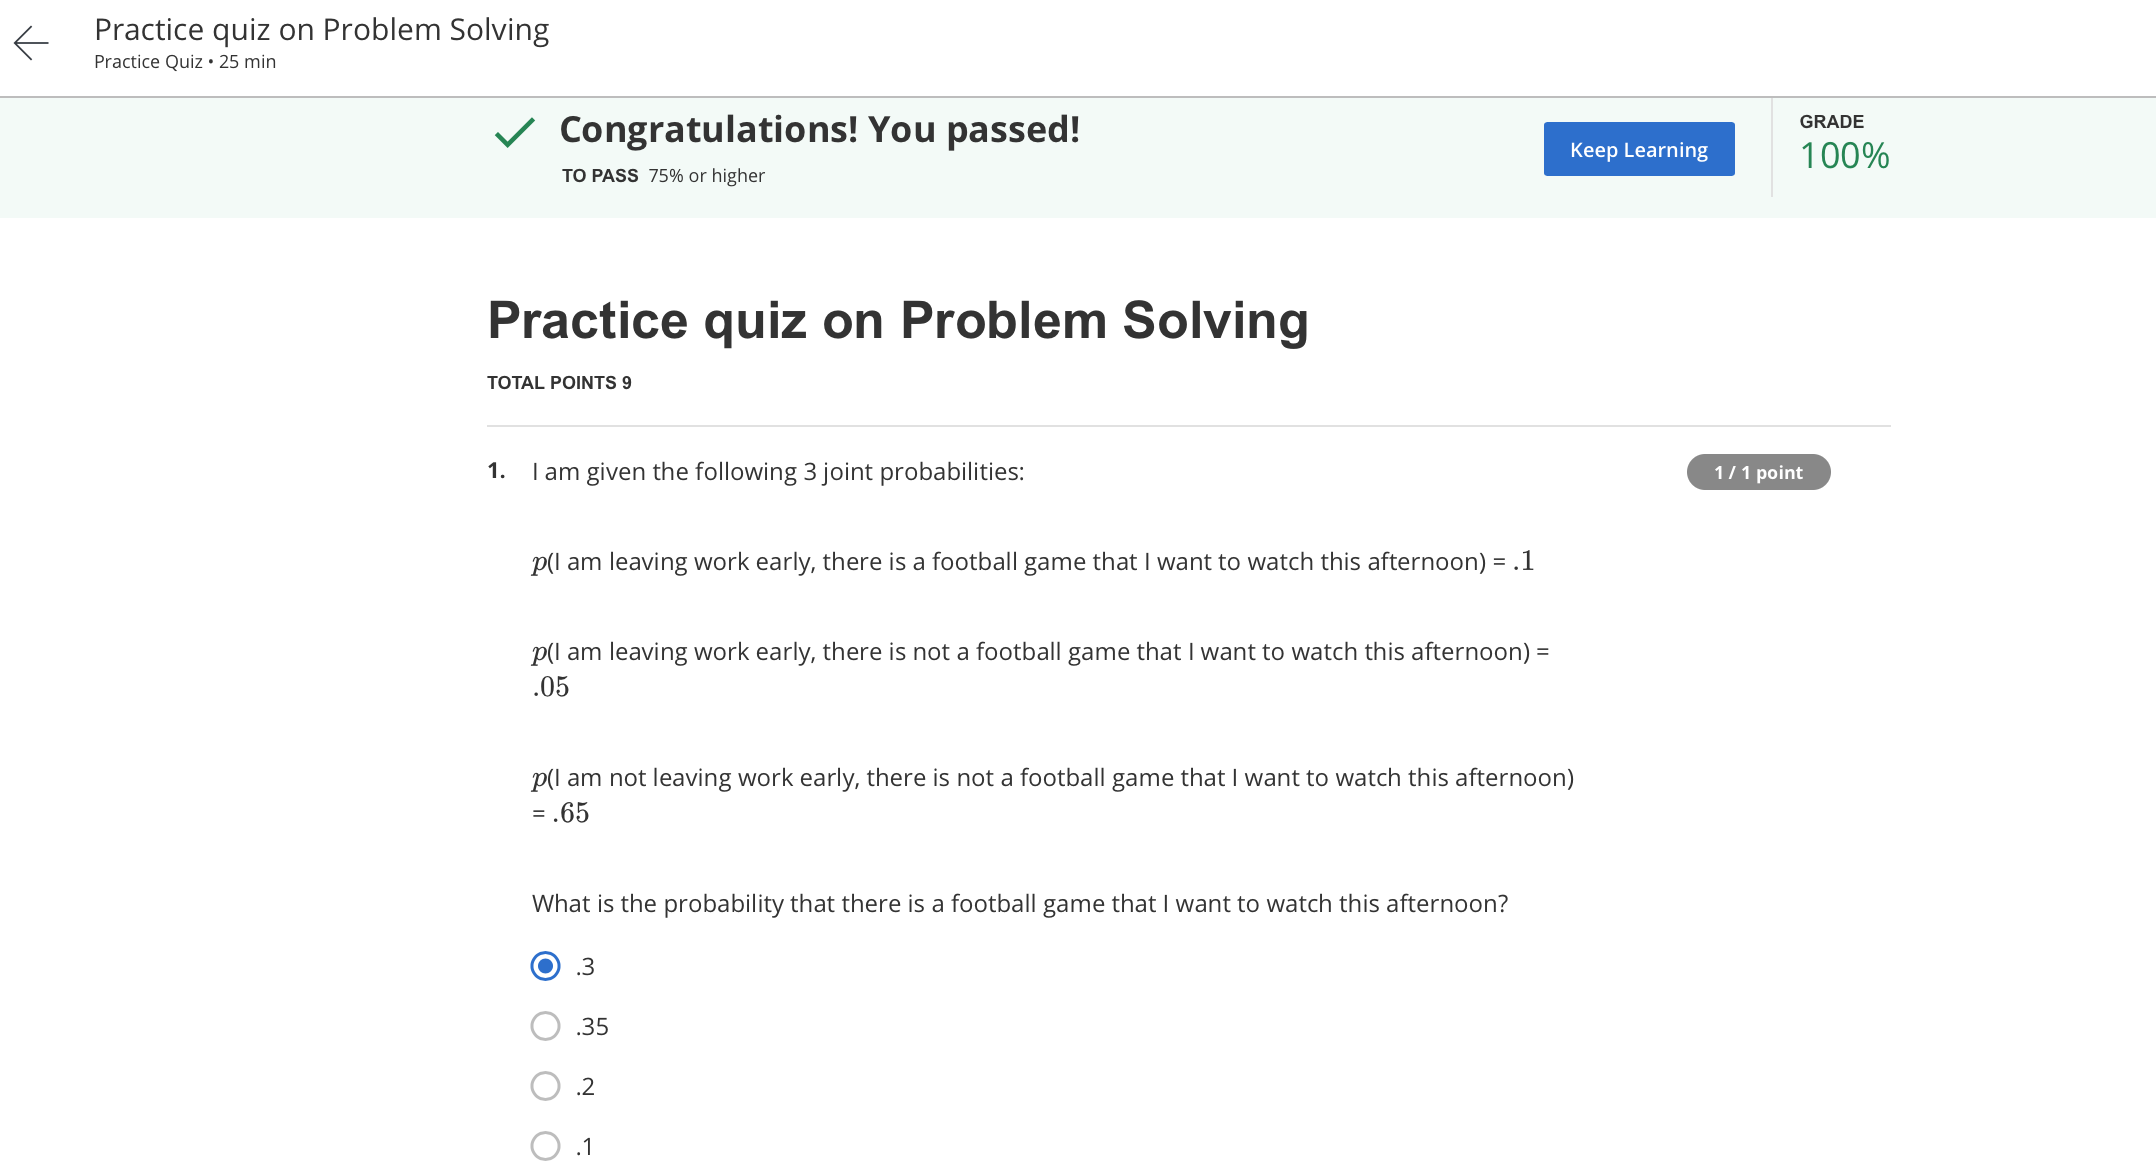 Practice quiz on Problem Solving
Practice Quiz • 25 min
Congratulations! You passed!
TO PASS 75% or higher
Keep Learning
GRADE
100%
Practice quiz on Problem Solving
TOTAL POINTS 9
1. I am given the following 3 joint probabilities:
1 / 1 point
p(I am leaving work early, there is a football game that I want to watch this afternoon) = .1
p(I am leaving work early, there is not a football game that I want to watch this afternoon) =
.05
p(I am not leaving work early, there is not a football game that I want to watch this afternoon)
= .65
What is the probability that there is a football game that I want to watch this afternoon?
.3
.35
.2
.1